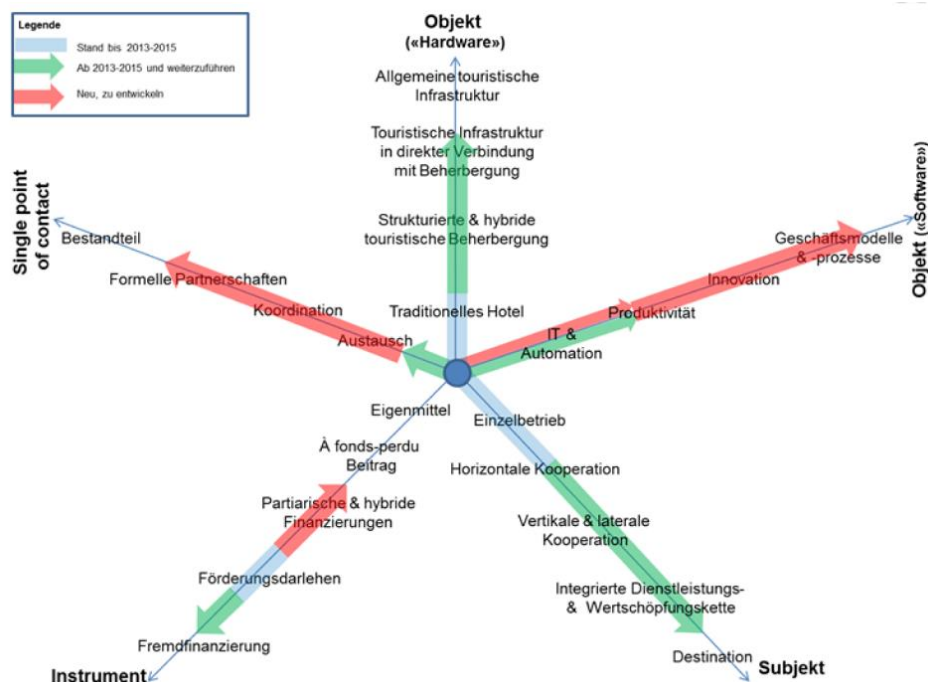 Legende
Stand bis 2013-2015
Ab 2013-2015 und weiterzuführen
Neu, zu entwickeln
Objekt
(«Hardware»)
Allgemeine touristische
Infrastruktur
Touristische Infrastruktur
in direkter Verbindung
mit Beherbergung
Strukturierte & hybride
touristische Beherbergung
Traditionelles Hotel
Single point
of contact
Bestandteil
Formelle Partnerschaften
Koordination
Austausch
Objekt («Software»)
Geschäftsmodelle
& -prozesse
Innovation
Produktivität
IT &
Automation
Eigenmittel
À fonds-perdu
Beitrag
Partiarische & hybride
Finanzierungen
Förderungsdarlehen
Fremdfinanzierung
Instrument
Einzelbetrieb
Horizontale Kooperation
Vertikale & laterale
Kooperation
Integrierte Dienstleistungs-
& Wertschöpfungskette
Destination
Subjekt